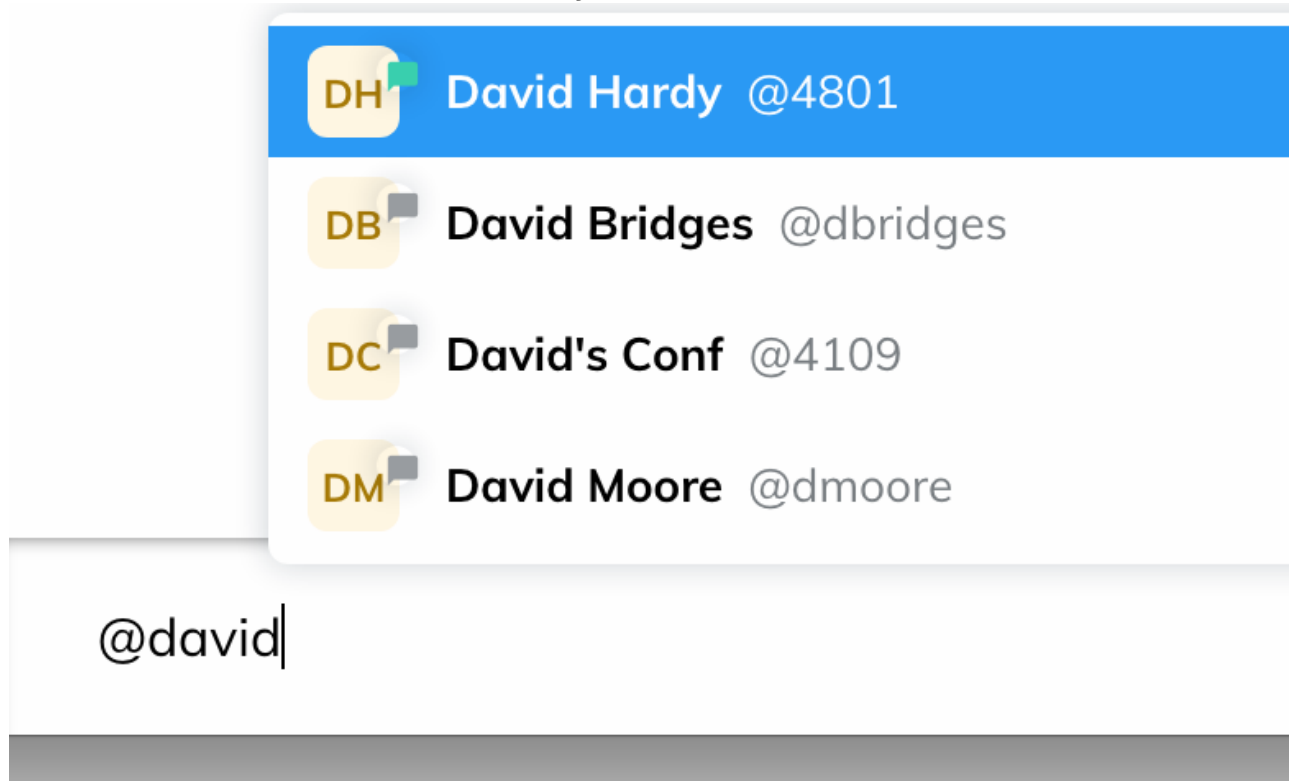 DH David Hardy @4801
DB David Bridges @dbridges
DC David's Conf @4109
DM David Moore @dmoore
@david